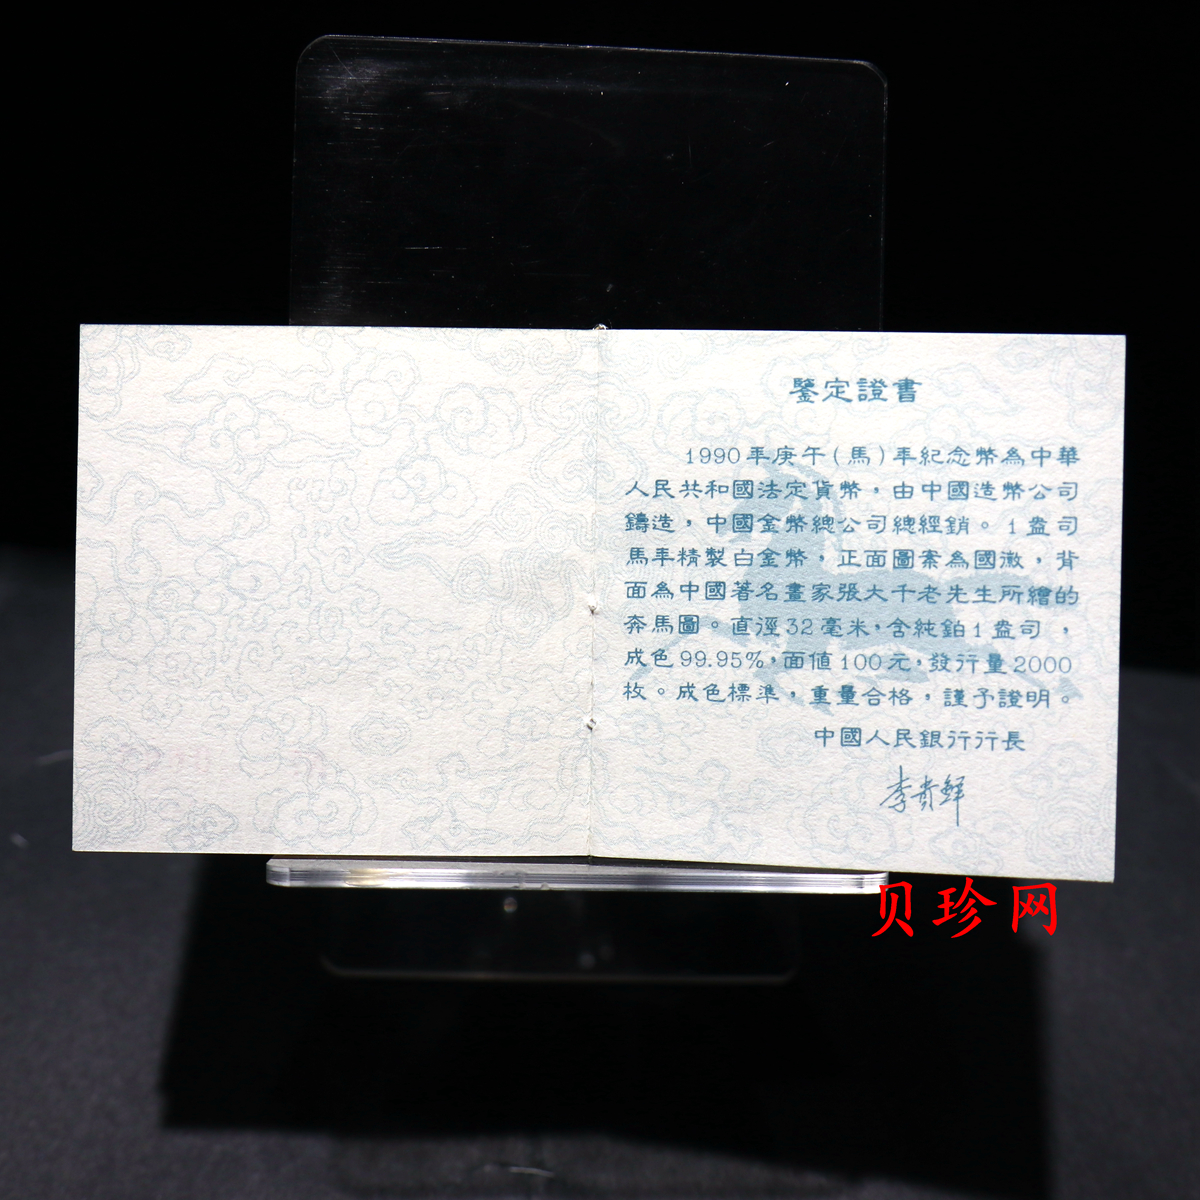 鑒定證書
1990年庚午(馬)年紀念幣為中華
人民共和國法定貨幣，由中國造幣公司
鑄造，中國金幣總公司總經銷。1盎司
馬年精製白金幣，正面圖案為國徽，背
面為中國著名畫家張大千老先生所繪的
奔馬圖。直徑32毫米,含純鉑1盎司，
成色99.95%,面值100元,發行量2000
枚。成色標準，重量合格，謹予證明。
中國人民銀行行長
李貴鮮
贝珍网